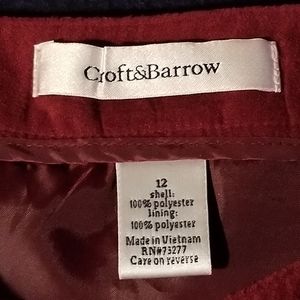 Croft&Barrow
12
shell:
100% polyester
lining:
100% polyester
Made in Vietnam
RN#73277
Care on reverse